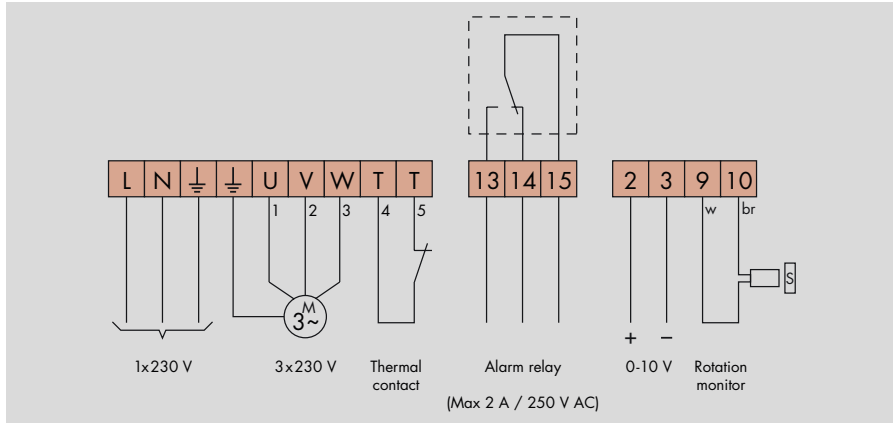 L N U V W T T
13 14 15
2 3 9 10
1 2 3 4 5
w br
M
3~
S
+ −
1x230 V
3x230 V
Thermal
contact
Alarm relay
(Max 2 A / 250 V AC)
0-10 V
Rotation
monitor